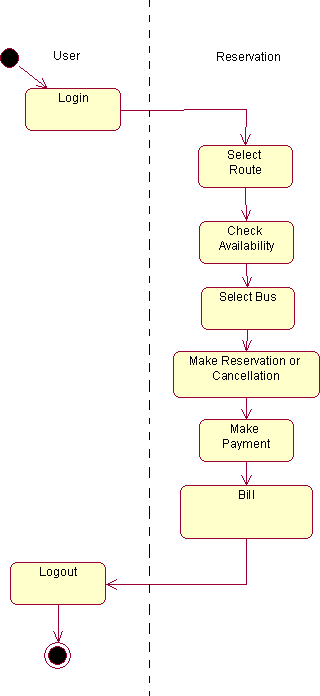 User
Reservation
Login
Select
Route
Check
Availability
Select Bus
Make Reservation or
Cancellation
Make
Payment
Bill
Logout